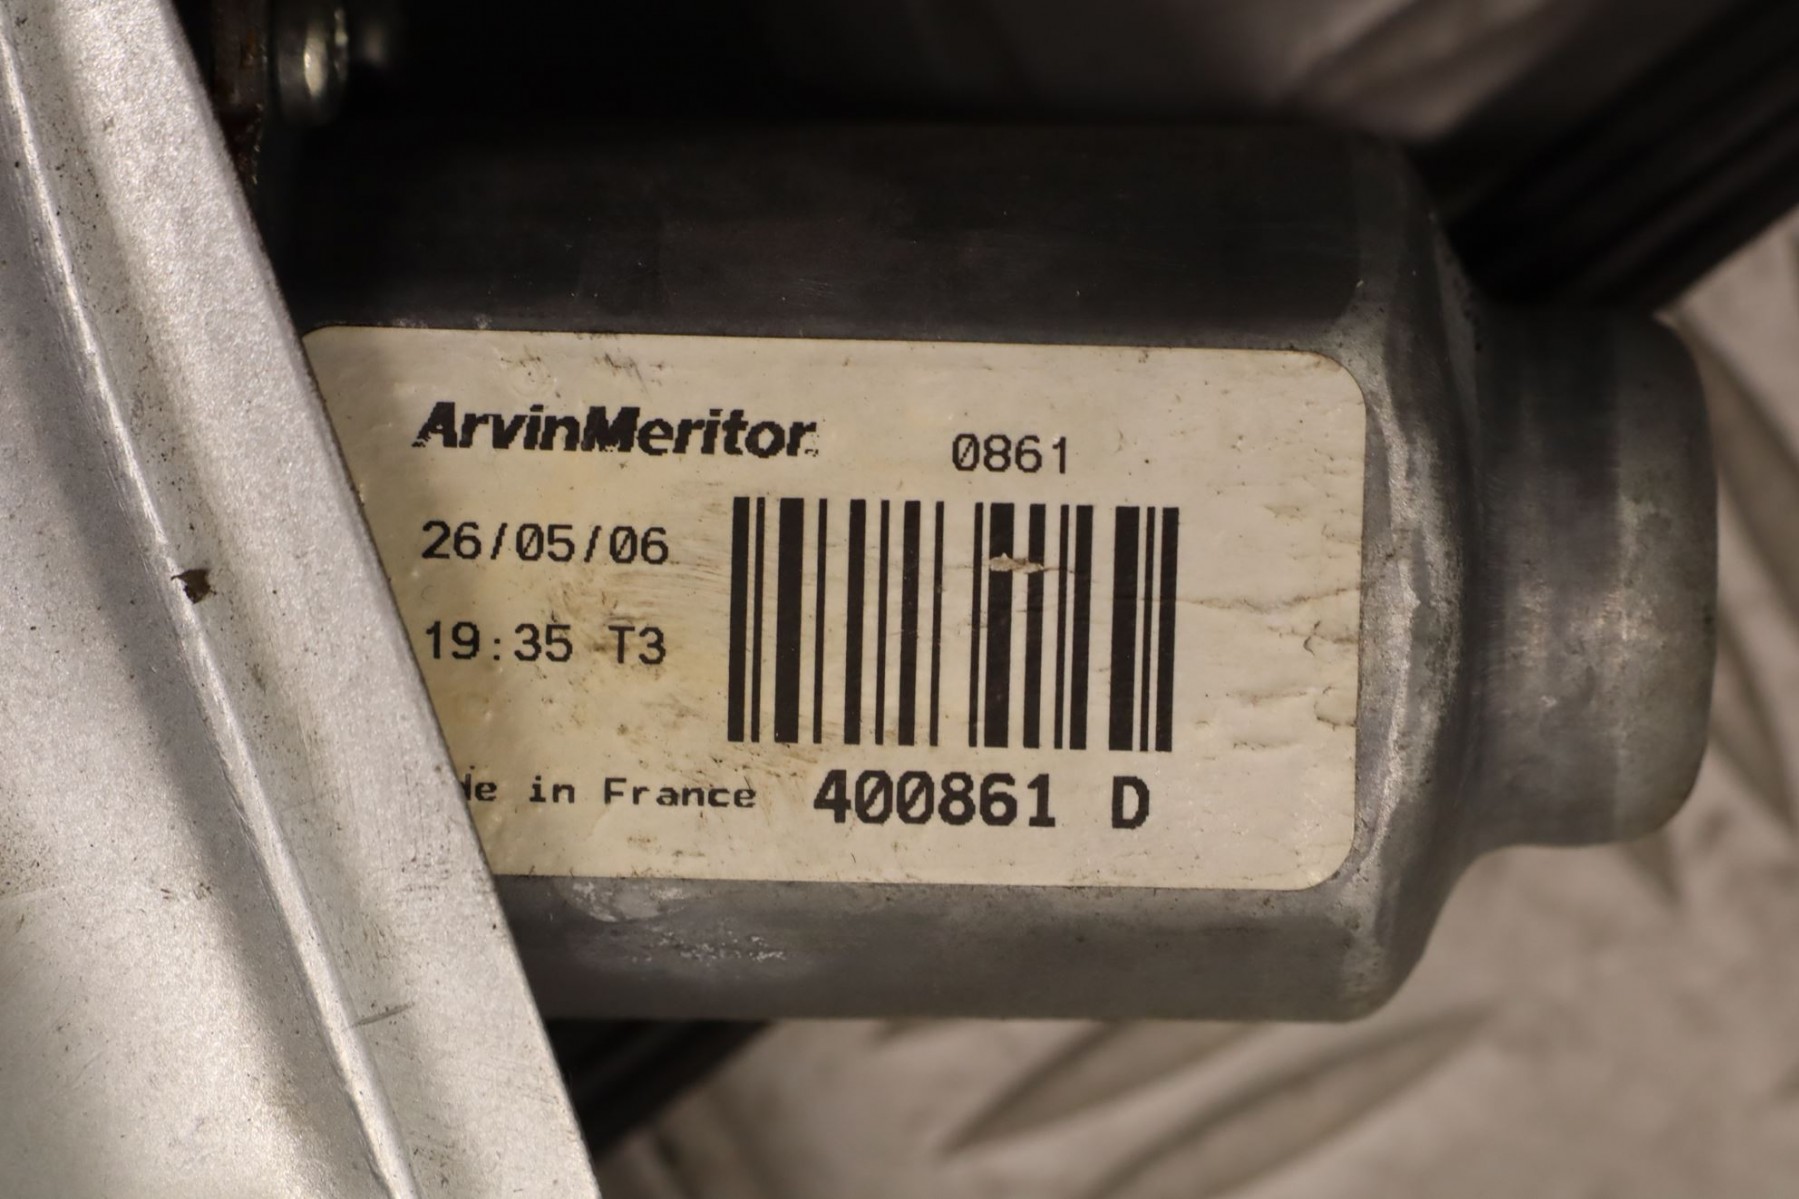 ArvinMeritor 0861
26/05/06
19:35 T3
de in France 400861 D